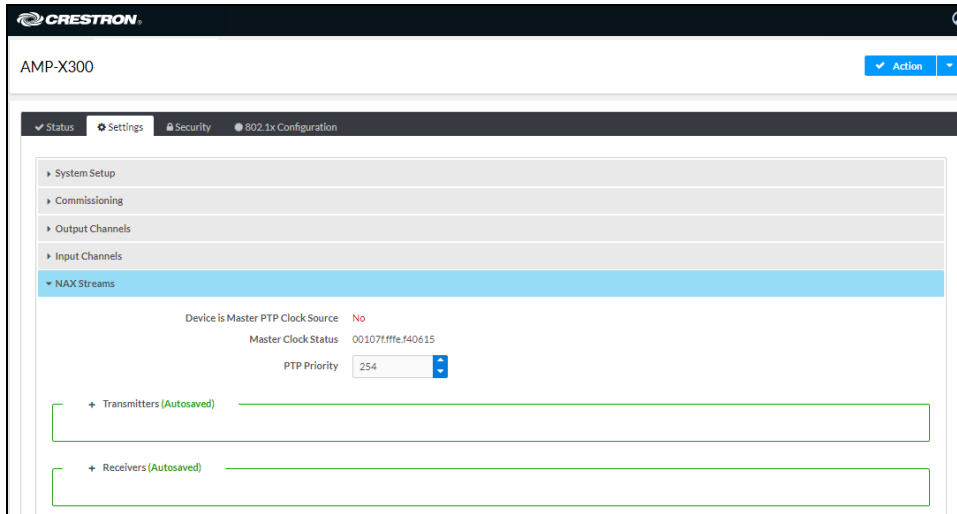 CRESTRON®
AMP-X300
Action
Status Settings Security 802.1x Configuration
System Setup
Commissioning
Output Channels
Input Channels
NAX Streams
Device is Master PTP Clock Source No
Master Clock Status 00107f.fffe.f40615
PTP Priority 254
+ Transmitters (Autosaved)
+ Receivers (Autosaved)